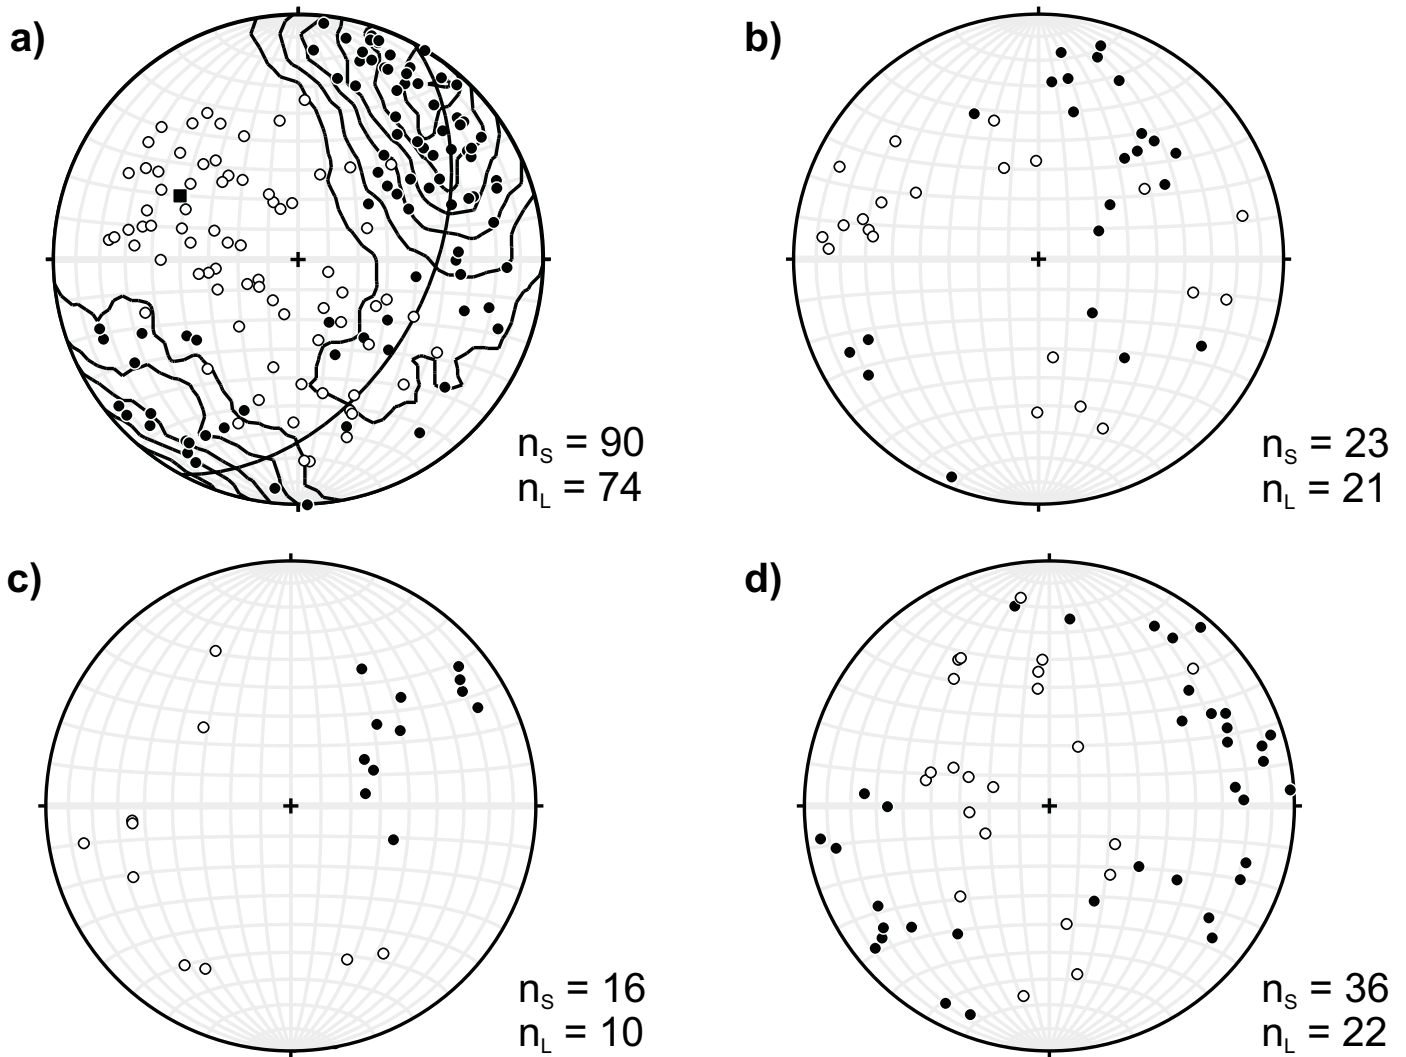 a)
n_S = 90
n_L = 74
b)
n_S = 23
n_L = 21
c)
n_S = 16
n_L = 10
d)
n_S = 36
n_L = 22